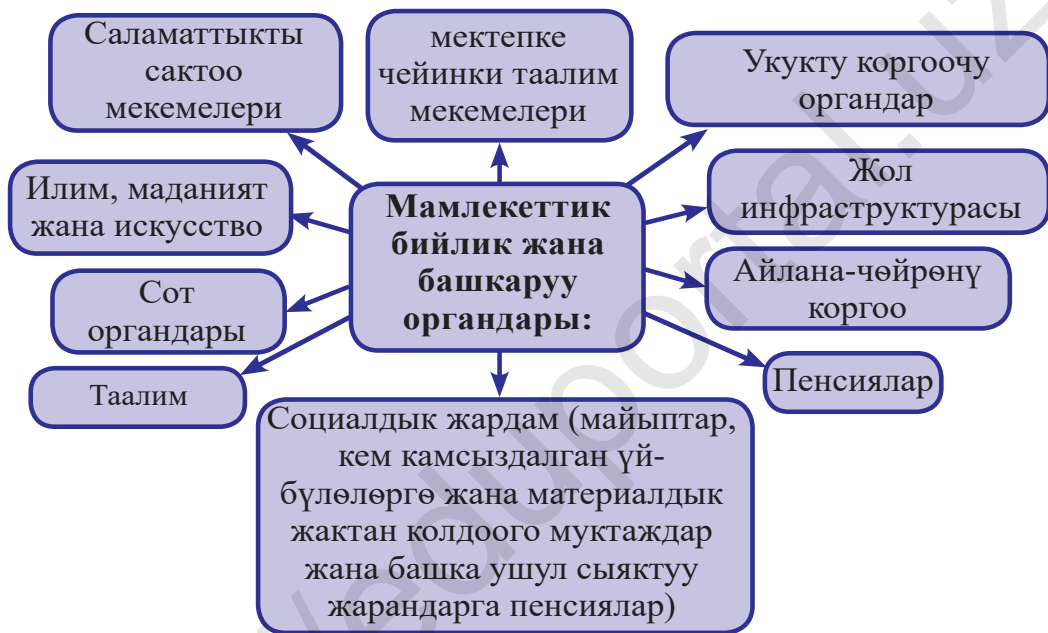 Саламаттыкты
сактоо
мекемелери
мектепке
чейинки таалим
мекемелери
Укукту коргоочу
органдар
Илим, маданият
жана искусство
Мамлекеттик
бийлик жана
башкаруу
органдары:
Жол
инфраструктурасы
Сот
органдары
Айлана-чөйрөнү
коргоо
Таалим
Пенсиялар
Социалдык жардам (майыптар,
кем камсыздалган үй-
бүлөлөргө жана материалдык
жактан колдоого муктаждар
жана башка ушул сыяктуу
жарандарга пенсиялар)
/eduportal.uz